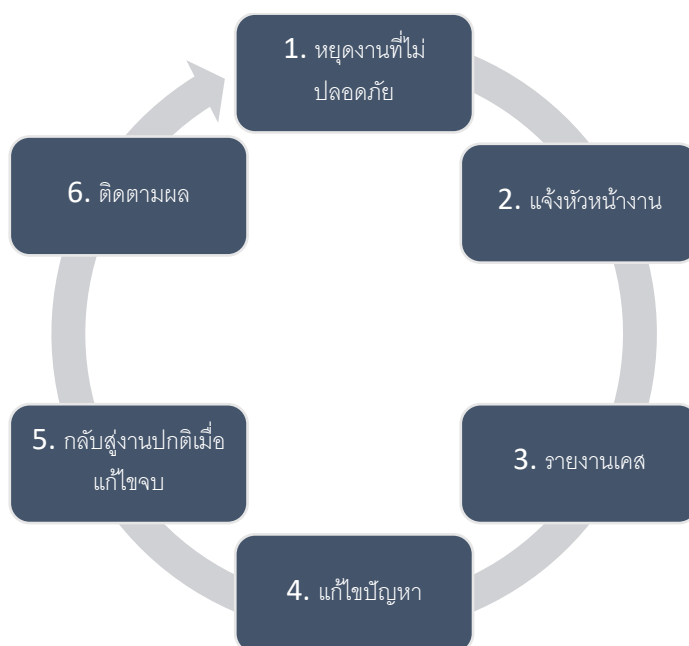 1. หยุดงานที่ไม่
ปลอดภัย
2. แจ้งหัวหน้างาน
3. รายงานเคส
4. แก้ไขปัญหา
5. กลับสู่งานปกติเมื่อ
แก้ไขจบ
6. ติดตามผล